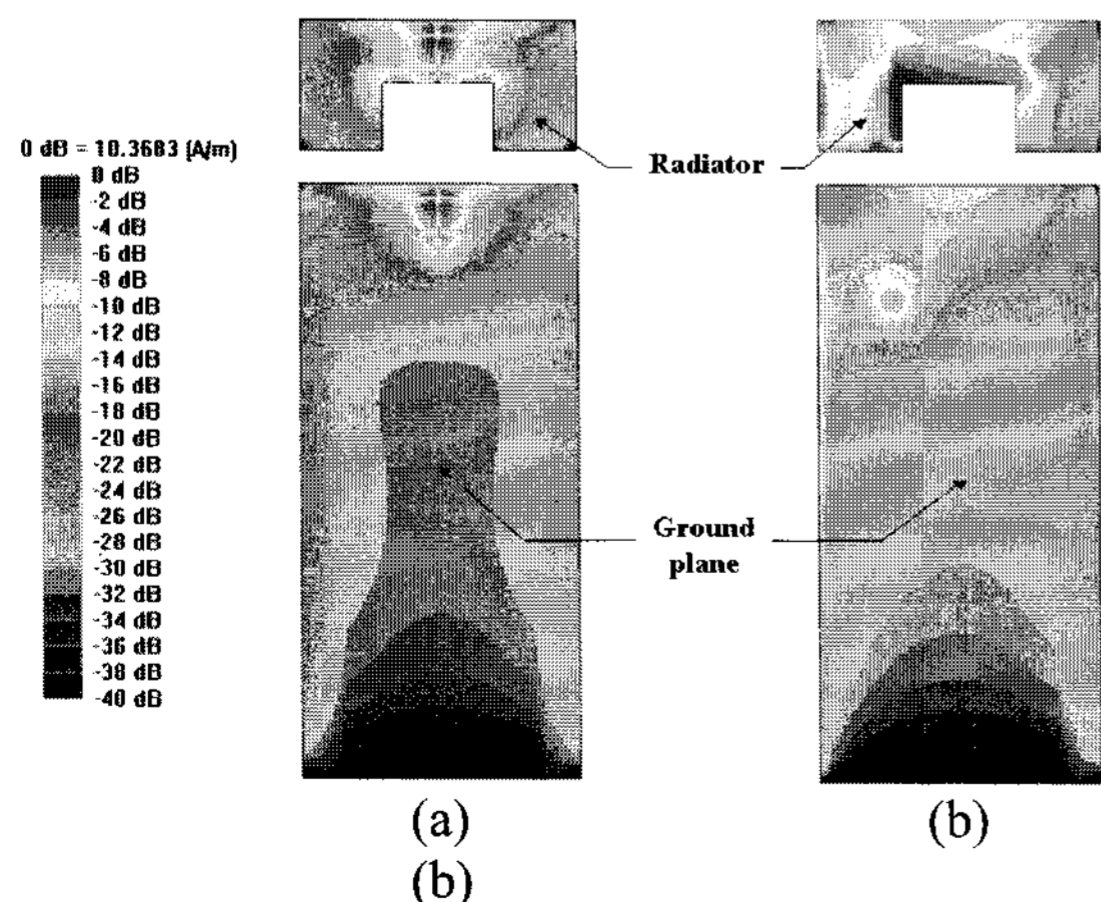 Radiator
0 dB = 10.3683 (A/m)
0 dB
-2 dB
-4 dB
-6 dB
-8 dB
-10 dB
-12 dB
-14 dB
-16 dB
-18 dB
-20 dB
-22 dB
-24 dB
-26 dB
-28 dB
-30 dB
-32 dB
-34 dB
-36 dB
-38 dB
-40 dB
Ground
plane
(a)
(b)
(b)